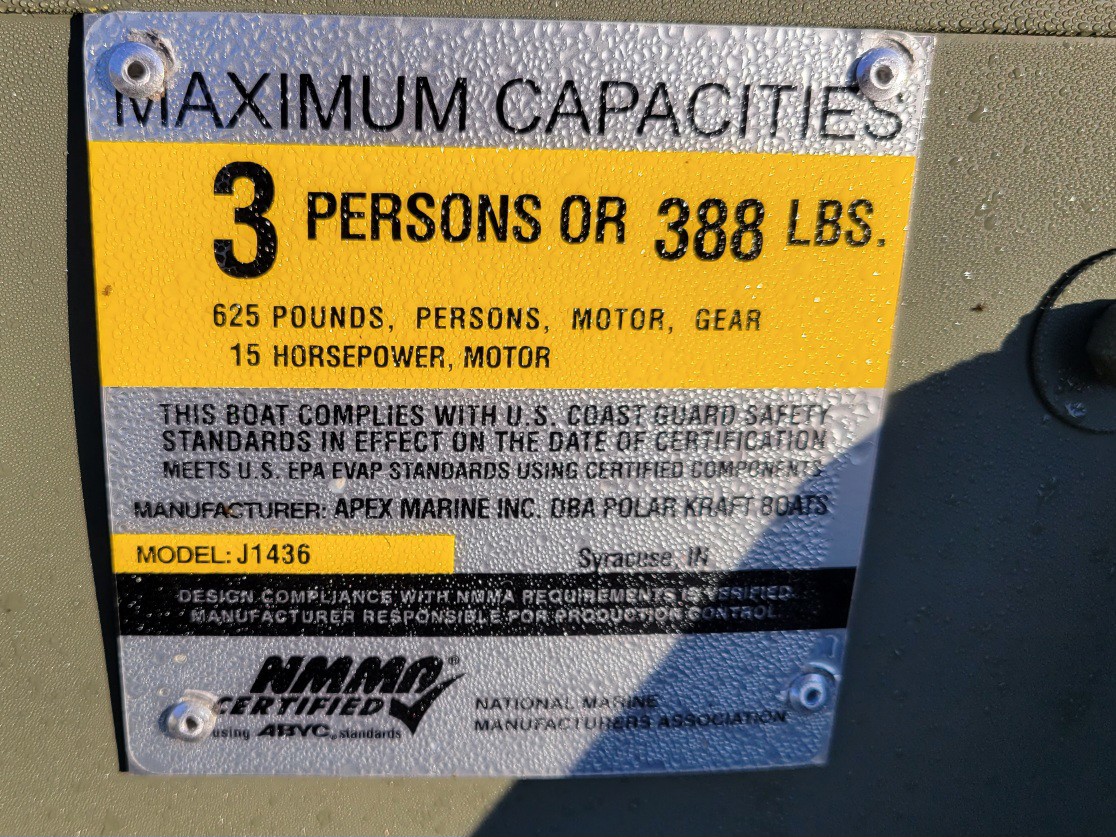 MAXIMUM CAPACITIES
3 PERSONS OR 388 LBS.
625 POUNDS, PERSONS, MOTOR, GEAR
15 HORSEPOWER, MOTOR
THIS BOAT COMPLIES WITH U.S. COAST GUARD SAFETY
STANDARDS IN EFFECT ON THE DATE OF CERTIFICATION
MEETS U.S. EPA EVAP STANDARDS USING CERTIFIED COMPONENTS
MANUFACTURER: APEX MARINE INC. DBA POLAR KRAFT BOATS
MODEL: J1436 Syracuse, IN
DESIGN COMPLIANCE WITH NMMA REQUIREMENTS IS VERIFIED.
MANUFACTURER RESPONSIBLE FOR PRODUCTION CONTROL.
NMMA®
CERTIFIED
using ABYC® standards
NATIONAL MARINE
MANUFACTURERS ASSOCIATION